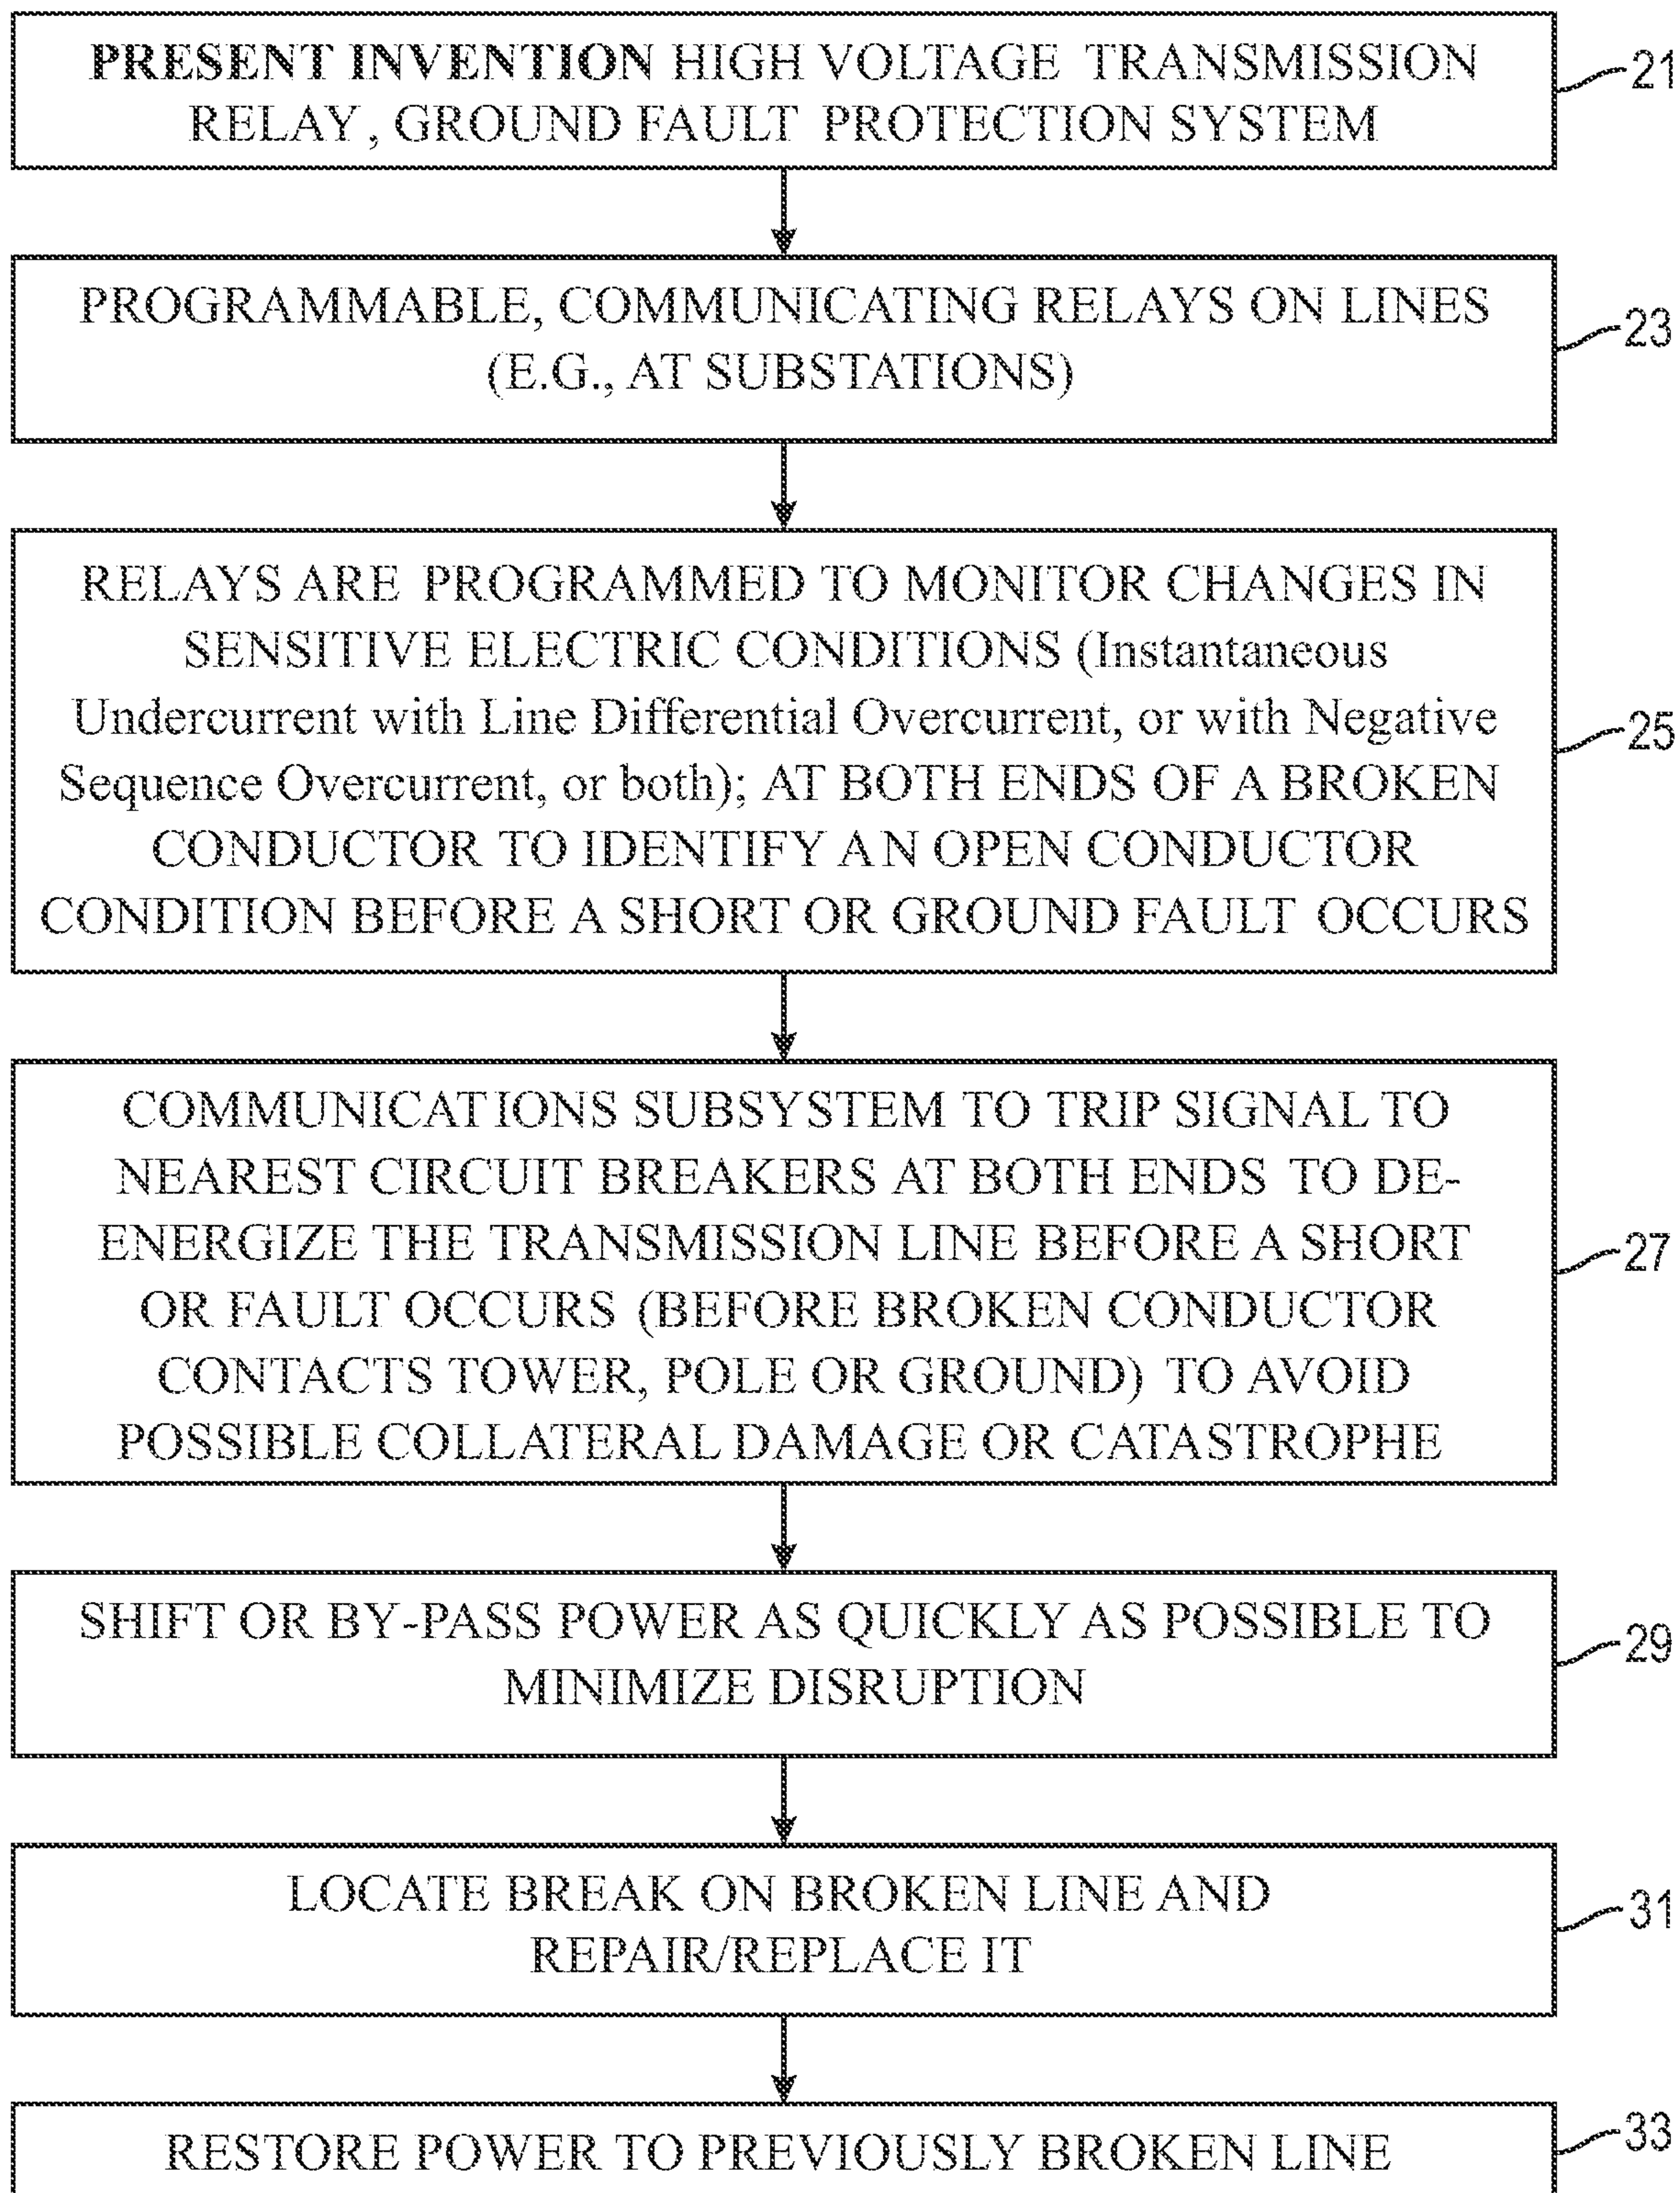 PRESENT INVENTION HIGH VOLTAGE TRANSMISSION
RELAY, GROUND FAULT PROTECTION SYSTEM
21
PROGRAMMABLE, COMMUNICATING RELAYS ON LINES
(E.G., AT SUBSTATIONS)
23
RELAYS ARE PROGRAMMED TO MONITOR CHANGES IN
SENSITIVE ELECTRIC CONDITIONS (Instantaneous
Undercurrent with Line Differential Overcurrent, or with Negative
Sequence Overcurrent, or both); AT BOTH ENDS OF A BROKEN
CONDUCTOR TO IDENTIFY AN OPEN CONDUCTOR
CONDITION BEFORE A SHORT OR GROUND FAULT OCCURS
25
COMMUNICATIONS SUBSYSTEM TO TRIP SIGNAL TO
NEAREST CIRCUIT BREAKERS AT BOTH ENDS TO DE-
ENERGIZE THE TRANSMISSION LINE BEFORE A SHORT
OR FAULT OCCURS (BEFORE BROKEN CONDUCTOR
CONTACTS TOWER, POLE OR GROUND) TO AVOID
POSSIBLE COLLATERAL DAMAGE OR CATASTROPHE
27
SHIFT OR BY-PASS POWER AS QUICKLY AS POSSIBLE TO
MINIMIZE DISRUPTION
29
LOCATE BREAK ON BROKEN LINE AND
REPAIR/REPLACE IT
31
RESTORE POWER TO PREVIOUSLY BROKEN LINE
33